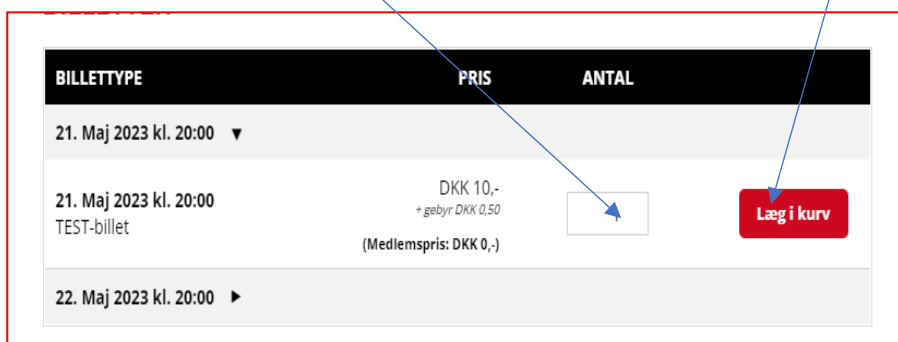 BILLETTYPE PRIS ANTAL
21. Maj 2023 kl. 20:00 ▼
21. Maj 2023 kl. 20:00
TEST-billet
DKK 10,-
+ gebyr DKK 0,50
(Medlemspris: DKK 0,-)
Læg i kurv
22. Maj 2023 kl. 20:00 ▶